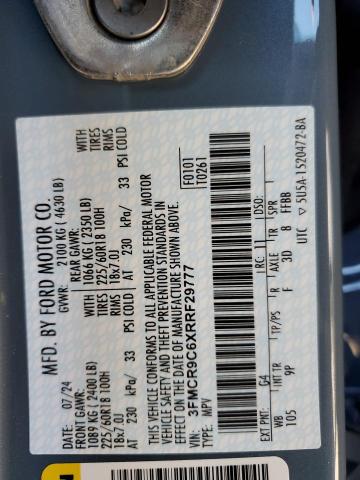 MFD. BY FORD MOTOR CO.
DATE: 07/24 GVWR: 2100 KG ( 4630 LB)
FRONT GAWR: REAR GAWR:
1089 KG ( 2400 LB) 1066 KG ( 2350 LB) WITH
225/60R18 100H 225/60R18 100H TIRES
18x7.0J 18x7.0J RIMS
AT 230 kPa/ 33 PSI COLD AT 230 kPa/ 33 PSI COLD
THIS VEHICLE CONFORMS TO ALL APPLICABLE FEDERAL MOTOR
VEHICLE SAFETY AND THEFT PREVENTION STANDARDS IN
EFFECT ON THE DATE OF MANUFACTURE SHOWN ABOVE.
VIN: 3FMCR9C6XRRF29777 F0101
TYPE: MPV T0261
EXT PNT: G4 RC: 11 DSO:
WB INT TR TP/PS R AXLE TR SPR
105 9P F 3D 8 FFBB
UTC 5U5A-1520472-BA